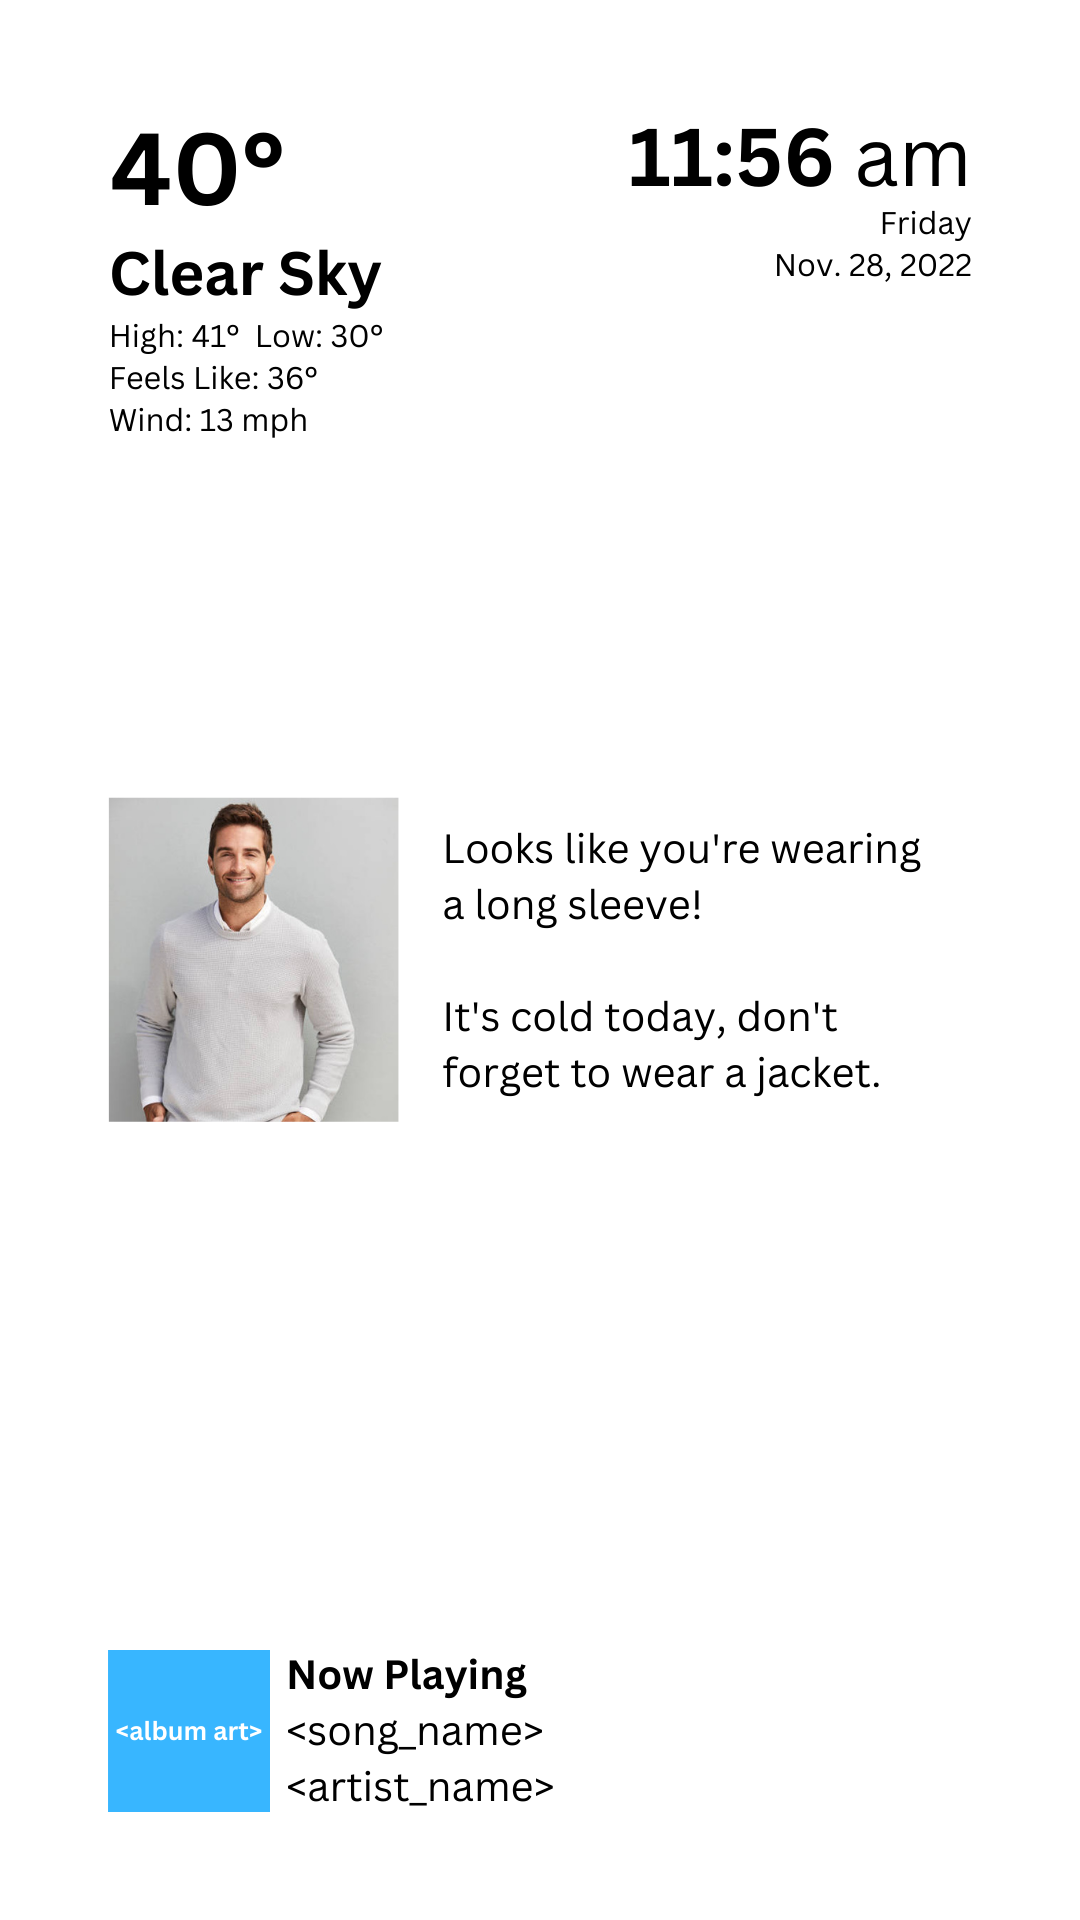 40°
Clear Sky
High: 41°  Low: 30°
Feels Like: 36°
Wind: 13 mph
11:56 am
Friday
Nov. 28, 2022
Looks like you're wearing
a long sleeve!
It's cold today, don't
forget to wear a jacket.
<album art>
Now Playing
<song_name>
<artist_name>